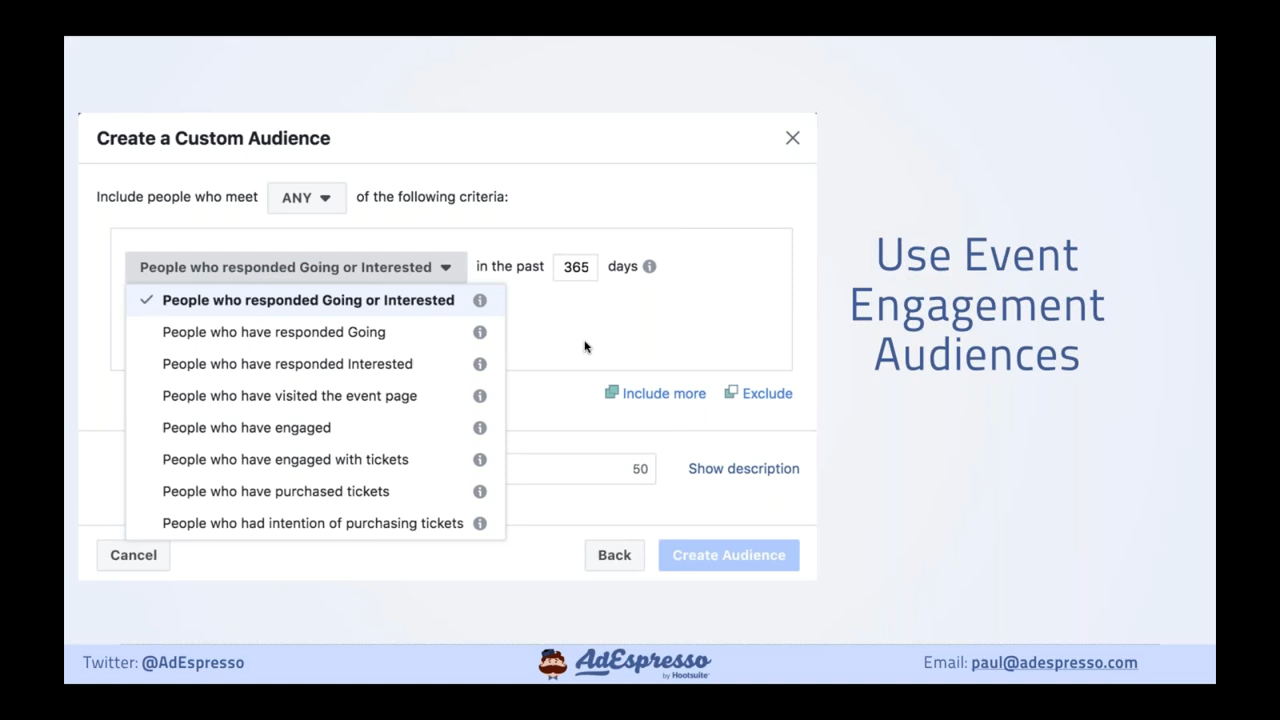 Create a Custom Audience
Include people who meet ANY of the following criteria:
People who responded Going or Interested in the past 365 days
People who responded Going or Interested
People who have responded Going
People who have responded Interested
People who have visited the event page
People who have engaged
People who have engaged with tickets
People who have purchased tickets
People who had intention of purchasing tickets
Include more Exclude
50 Show description
Cancel Back Create Audience
Use Event
Engagement
Audiences
Twitter: @AdEspresso
AdEspresso
by Hootsuite
Email: paul@adespresso.com